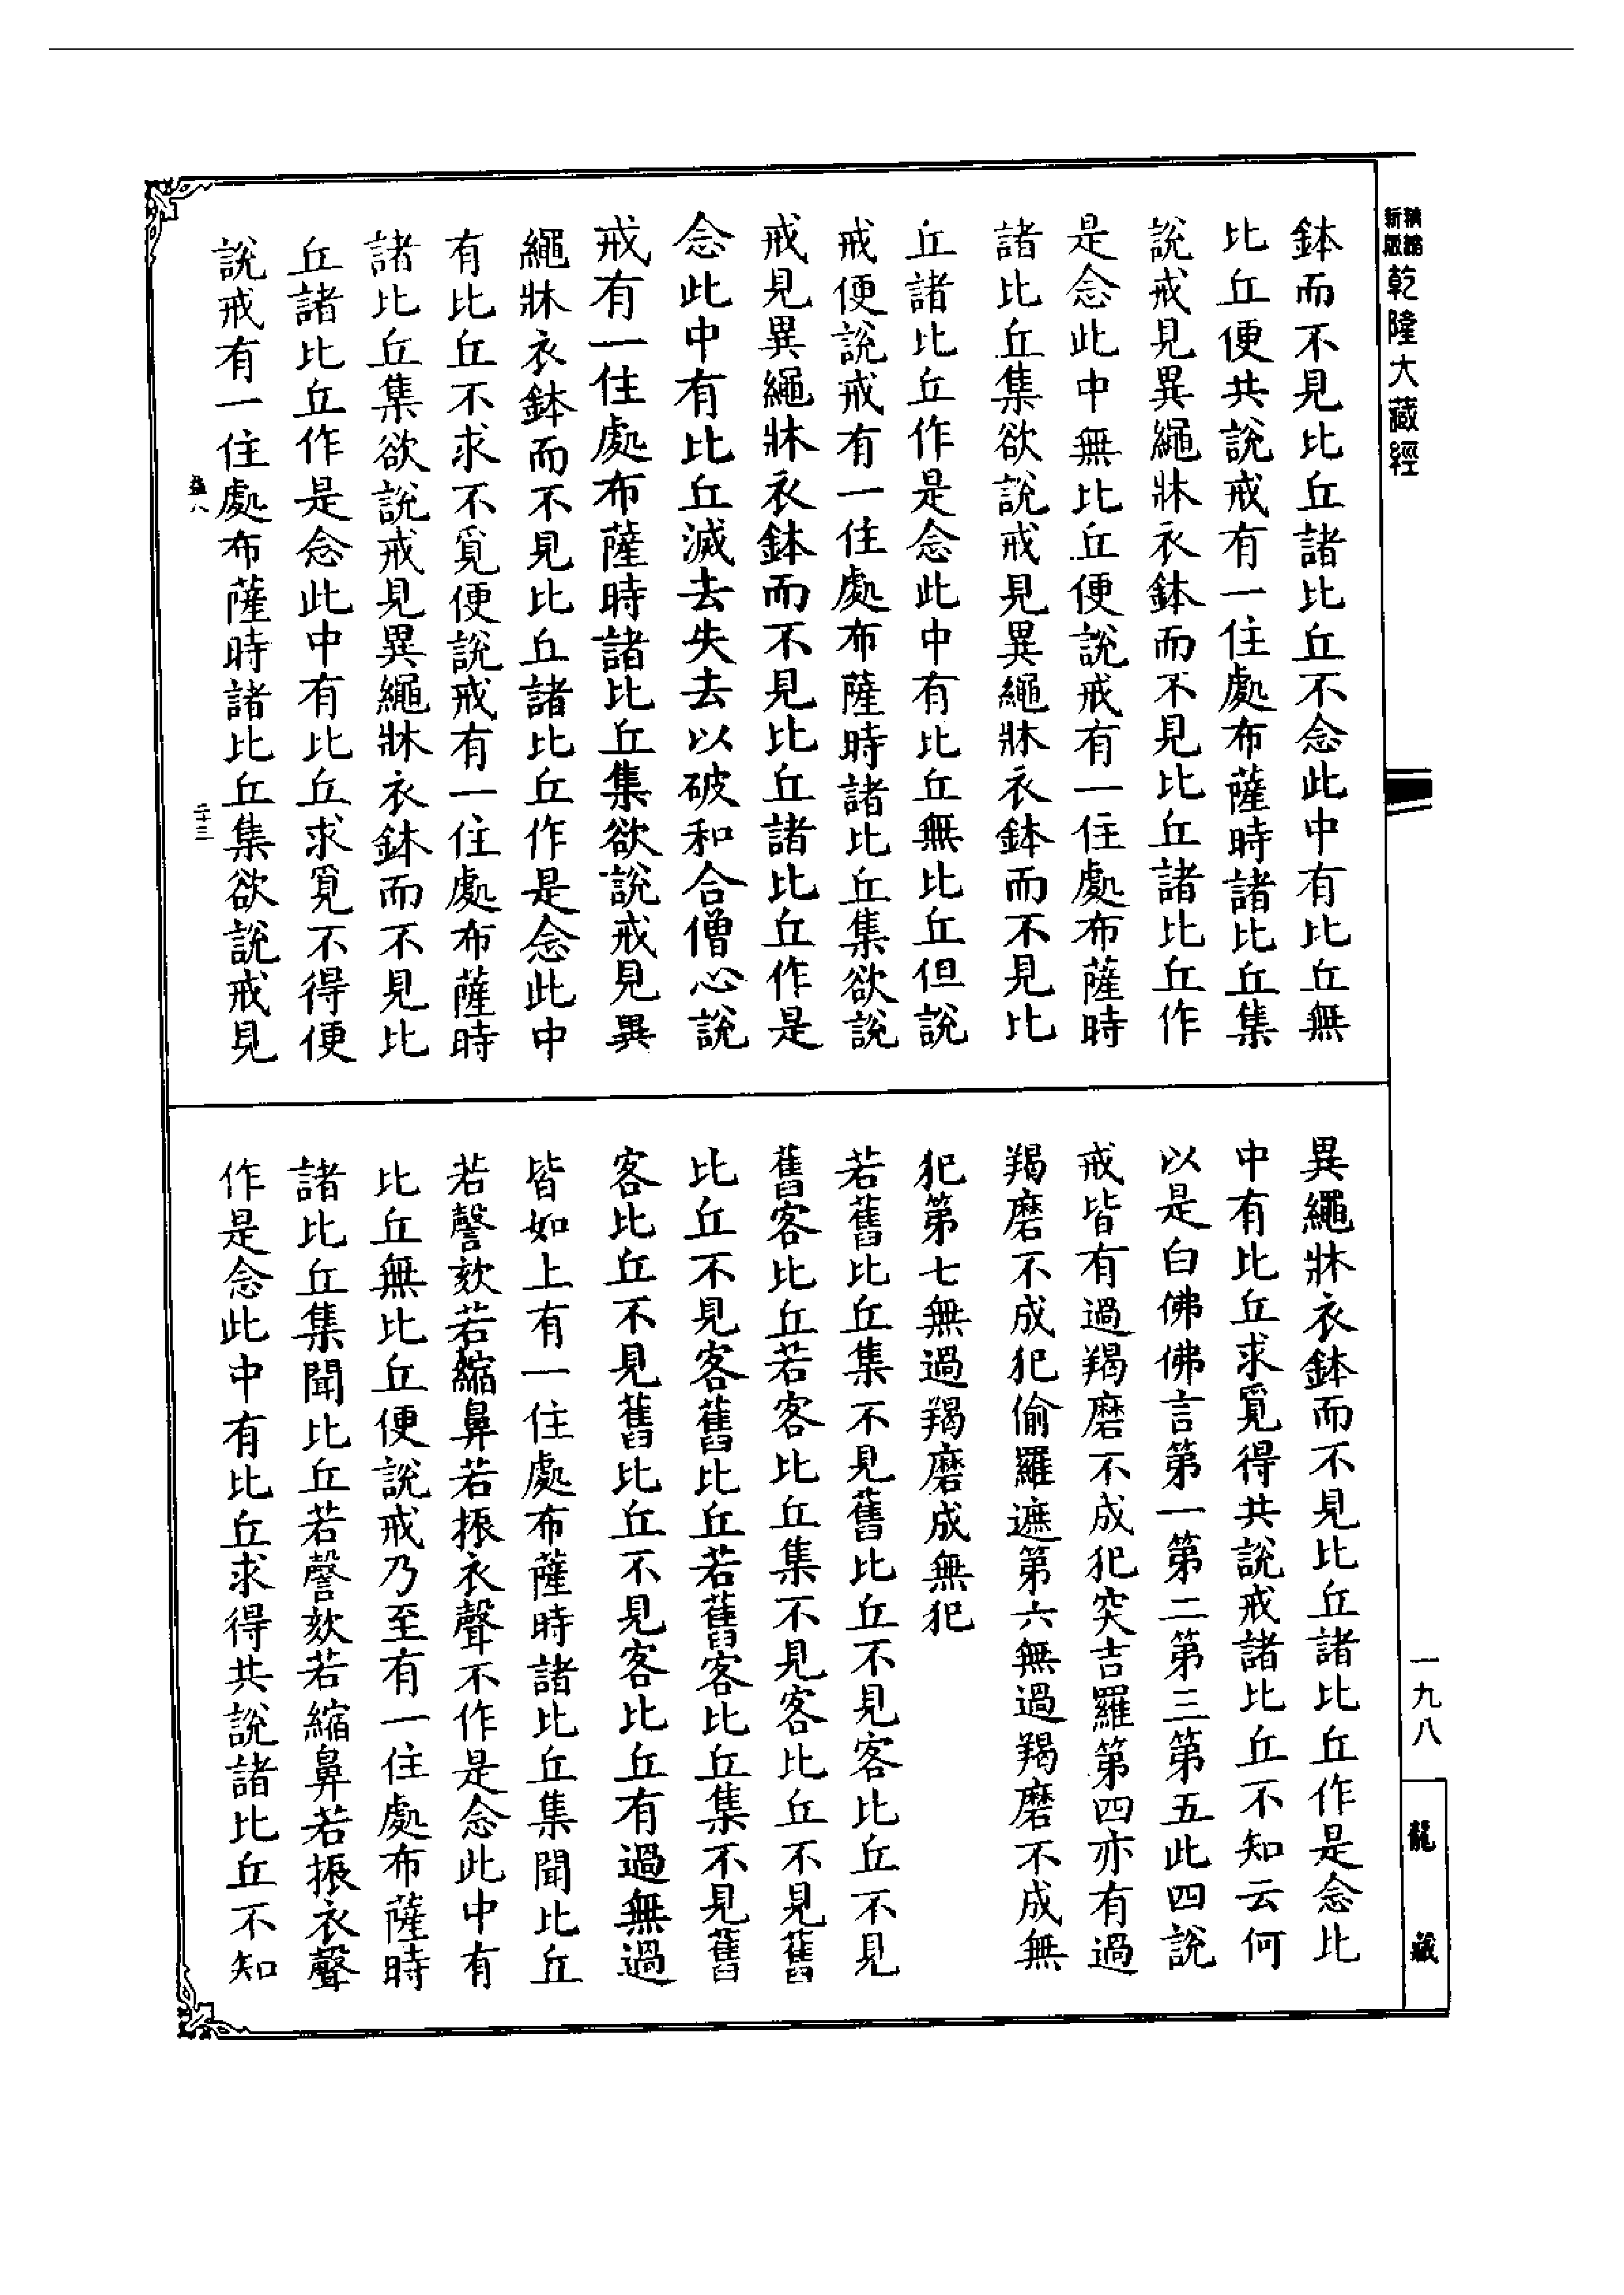 新編縮版乾隆大藏經
鉢而不見比丘諸比丘不念此中有比丘無
比丘便共說戒有一住處布薩時諸比丘集
說戒見異繩牀衣鉢而不見比丘諸比丘作
是念此中無比丘便說戒有一住處布薩時
諸比丘集欲說戒見異繩牀衣鉢而不見比
丘諸比丘作是念此中有比丘無比丘但說
戒便說戒有一住處布薩時諸比丘集欲說
戒見異繩牀衣鉢而不見比丘諸比丘作是
念此中有比丘滅去失去以破和合僧心說
戒有一住處布薩時諸比丘集欲說戒見異
繩牀衣鉢而不見比丘諸比丘作是念此中
有比丘不求不覓便說戒有一住處布薩時
諸比丘集欲說戒見異繩牀衣鉢而不見比
丘諸比丘作是念此中有比丘求覓不得便
說戒有一住處布薩時諸比丘集欲說戒見
益八
二十三
異繩牀衣鉢而不見比丘諸比丘作是念比
中有比丘求覓得共說戒諸比丘不知云何
以是白佛佛言第一第二第三第五此四說
戒皆有過羯磨不成犯突吉羅第四亦有過
羯磨不成犯偷羅遮第六無過羯磨不成無
犯第七無過羯磨成無犯
若舊比丘集不見舊比丘不見客比丘不見
舊客比丘若客比丘集不見客比丘不見舊
比丘不見客舊比丘若舊客比丘集不見舊
客比丘不見舊比丘不見客比丘有過無過
皆如上有一住處布薩時諸比丘集聞比丘
若謦欬若縮鼻若振衣聲不作是念此中有
比丘無比丘便說戒乃至有一住處布薩時
諸比丘集聞比丘若謦欬若縮鼻若振衣聲
作是念此中有比丘求得共說諸比丘不知
一九八
龍藏